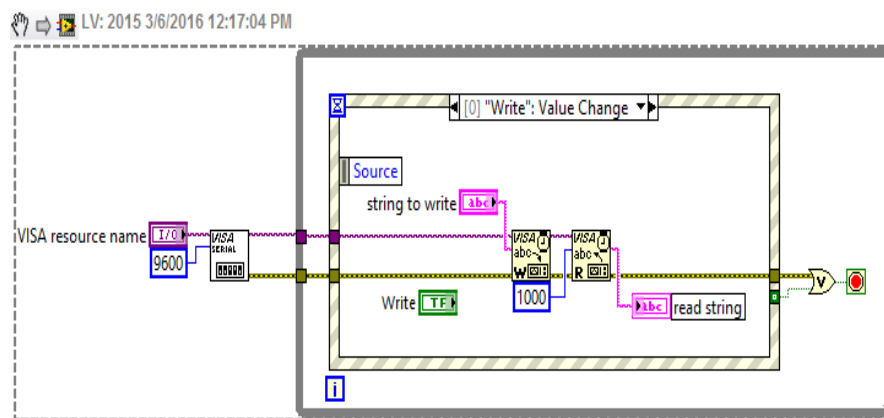 LV: 2015 3/6/2016 12:17:04 PM
[0] "Write": Value Change
Source
string to write abc
VISA resource name I/O
VISA SERIAL
9600
VISA abc W
VISA abc R
1000
Write TF
abc read string
V
i